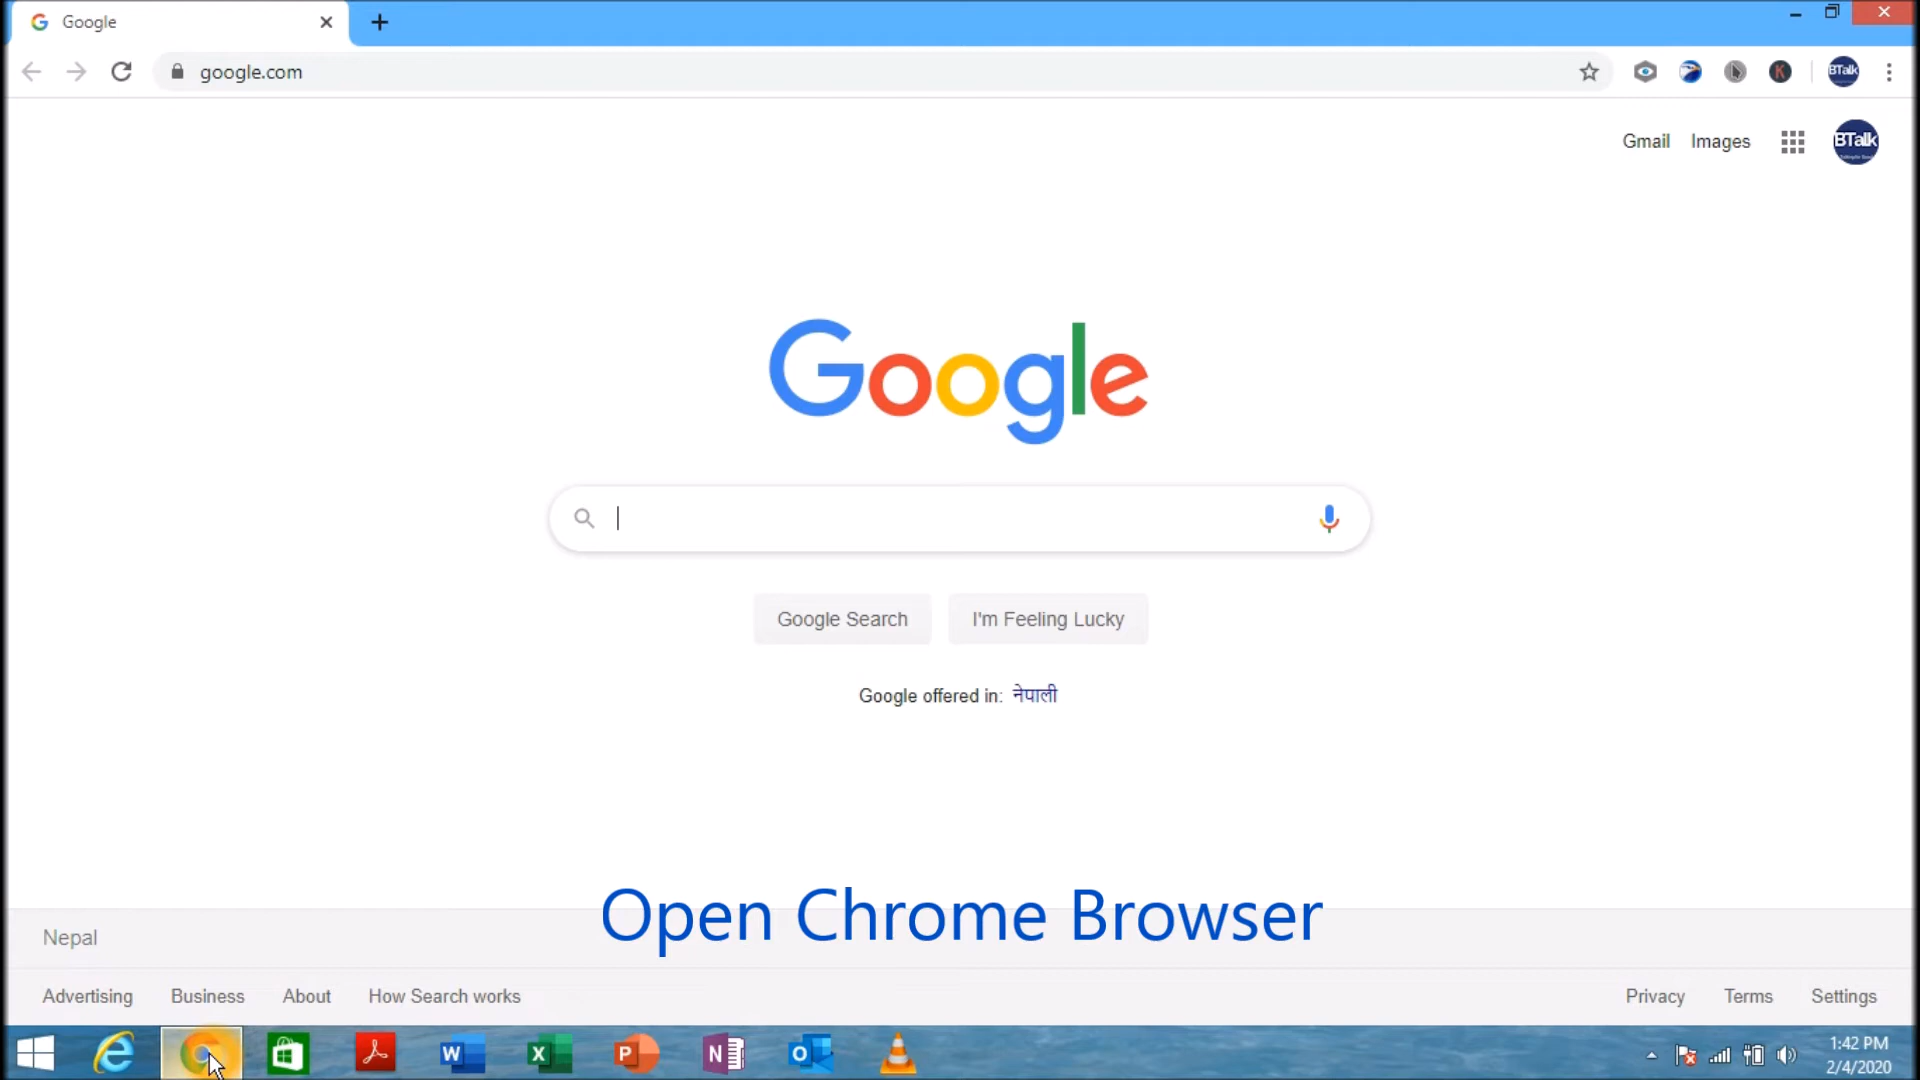 Google
google.com
BTalk
Gmail Images BTalk
Google
Google Search I'm Feeling Lucky
Google offered in: नेपाली
Open Chrome Browser
Nepal
Advertising Business About How Search works Privacy Terms Settings
1:42 PM
2/4/2020